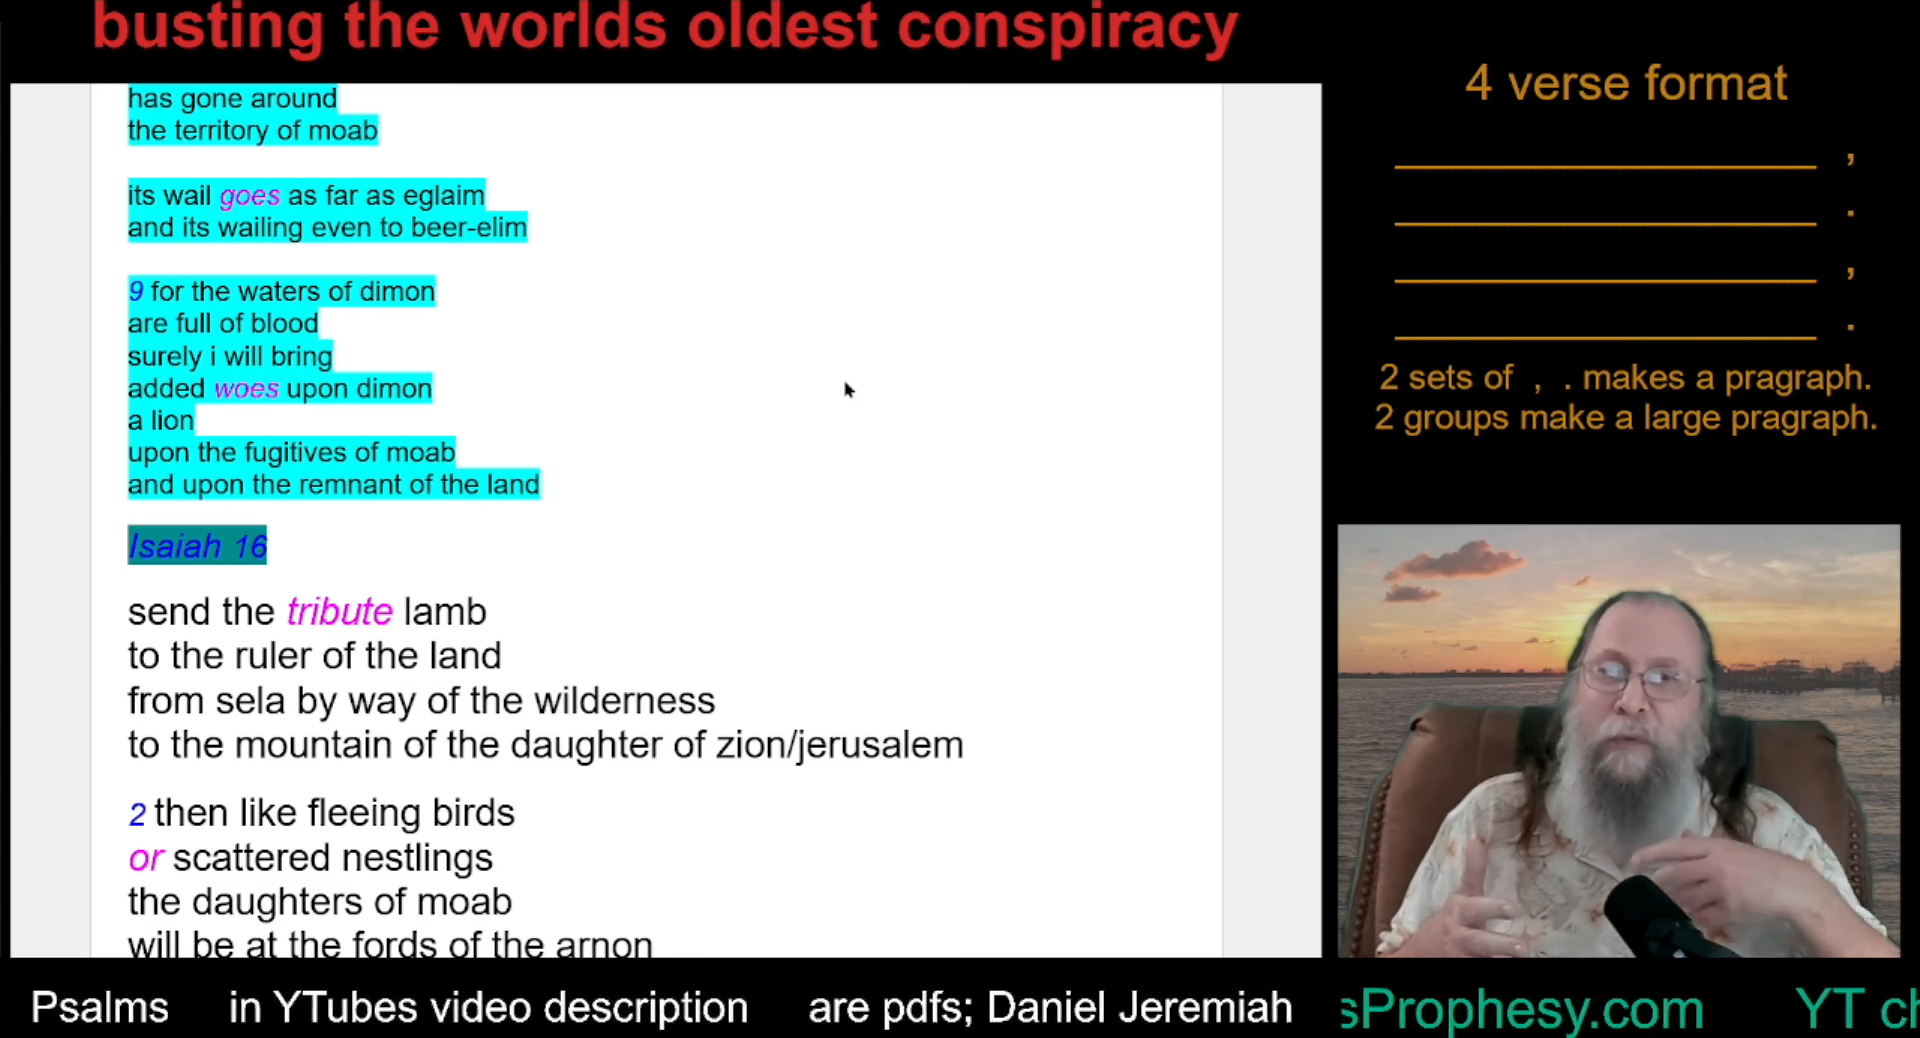 busting the worlds oldest conspiracy
has gone around
the territory of moab
its wail goes as far as eglaim
and its wailing even to beer-elim
9 for the waters of dimon
are full of blood
surely i will bring
added woes upon dimon
a lion
upon the fugitives of moab
and upon the remnant of the land
Isaiah 16
send the tribute lamb
to the ruler of the land
from sela by way of the wilderness
to the mountain of the daughter of zion/jerusalem
2 then like fleeing birds
or scattered nestlings
the daughters of moab
will be at the fords of the arnon
4 verse format
,
.
,
.
2 sets of , . makes a pragraph.
2 groups make a large pragraph.
Psalms in YTubes video description are pdfs; Daniel Jeremiah
sProphesy.com YT ch